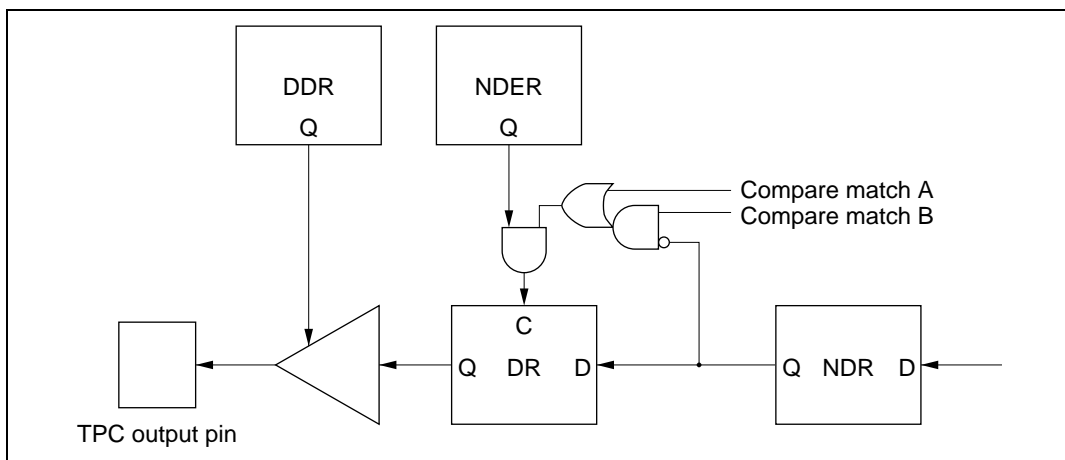 DDR
Q
NDER
Q
Compare match A
Compare match B
C
Q DR D
Q NDR D
TPC output pin